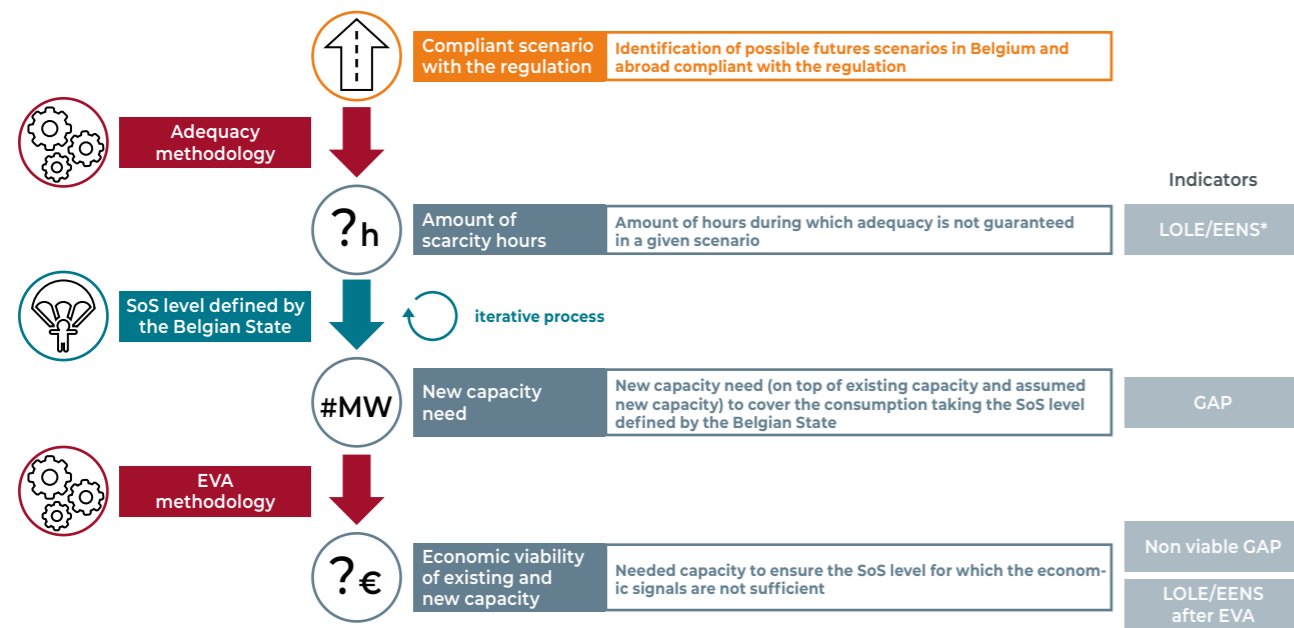 Compliant scenario
with the regulation
Identification of possible futures scenarios in Belgium and
abroad compliant with the regulation
Adequacy
methodology
Indicators
?h
Amount of
scarcity hours
Amount of hours during which adequacy is not guaranteed
in a given scenario
LOLE/EENS*
SoS level defined by
the Belgian State
iterative process
#MW
New capacity
need
New capacity need (on top of existing capacity and assumed
new capacity) to cover the consumption taking the SoS level
defined by the Belgian State
GAP
EVA
methodology
?€
Economic viability
of existing and
new capacity
Needed capacity to ensure the SoS level for which the econom-
ic signals are not sufficient
Non viable GAP
LOLE/EENS
after EVA